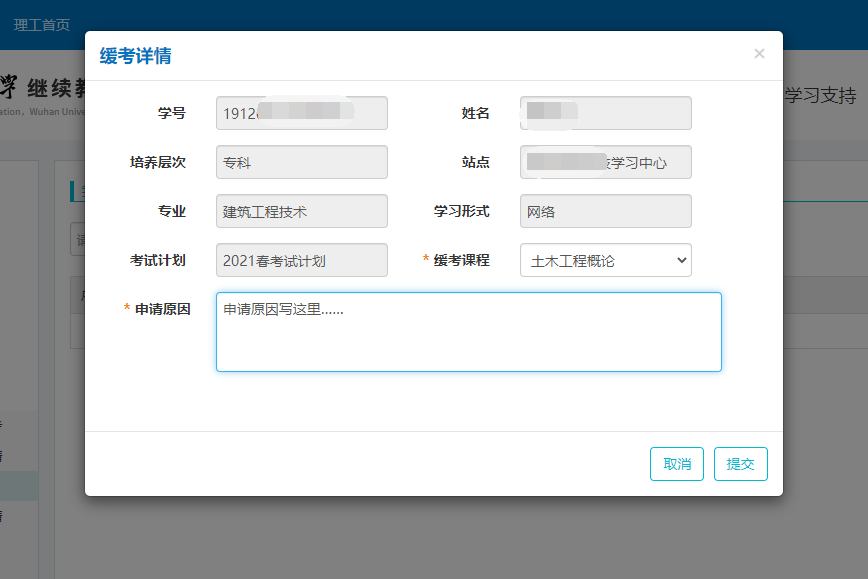 理工首页
缓考详情
×
继续教
学习支持
ation，Wuhan Unive
学号 1912 姓名
培养层次 专科 站点 学习中心
专业 建筑工程技术 学习形式 网络
考试计划 2021春考试计划 * 缓考课程 土木工程概论
* 申请原因 申请原因写这里......
取消 提交